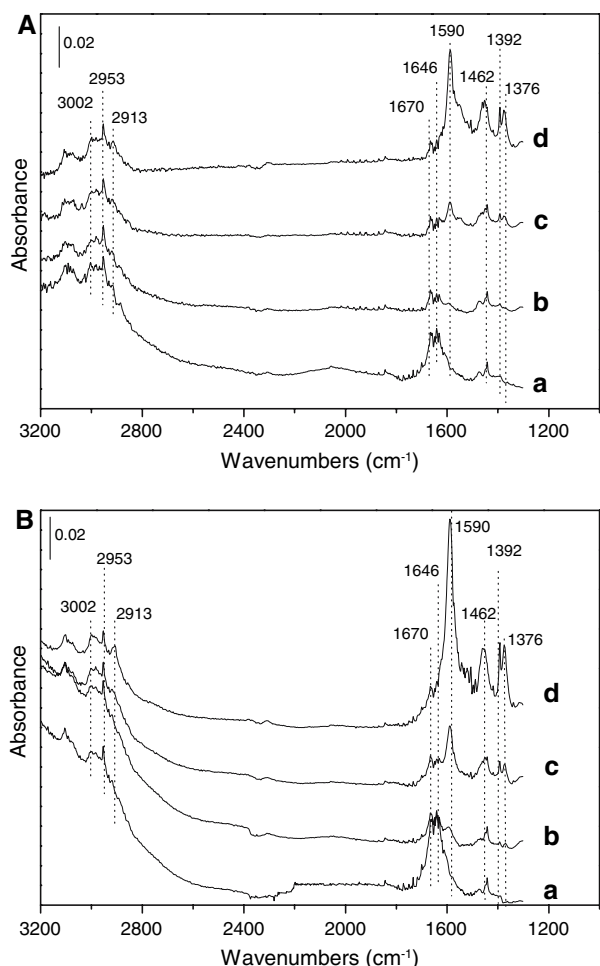 A
0.02
3002
2953
2913
1670
1646
1590
1462
1392
1376
d
c
b
a
Absorbance
3200 2800 2400 2000 1600 1200
Wavenumbers (cm⁻¹)
B
0.02
3002
2953
2913
1670
1646
1590
1462
1392
1376
d
c
b
a
Absorbance
3200 2800 2400 2000 1600 1200
Wavenumbers (cm⁻¹)